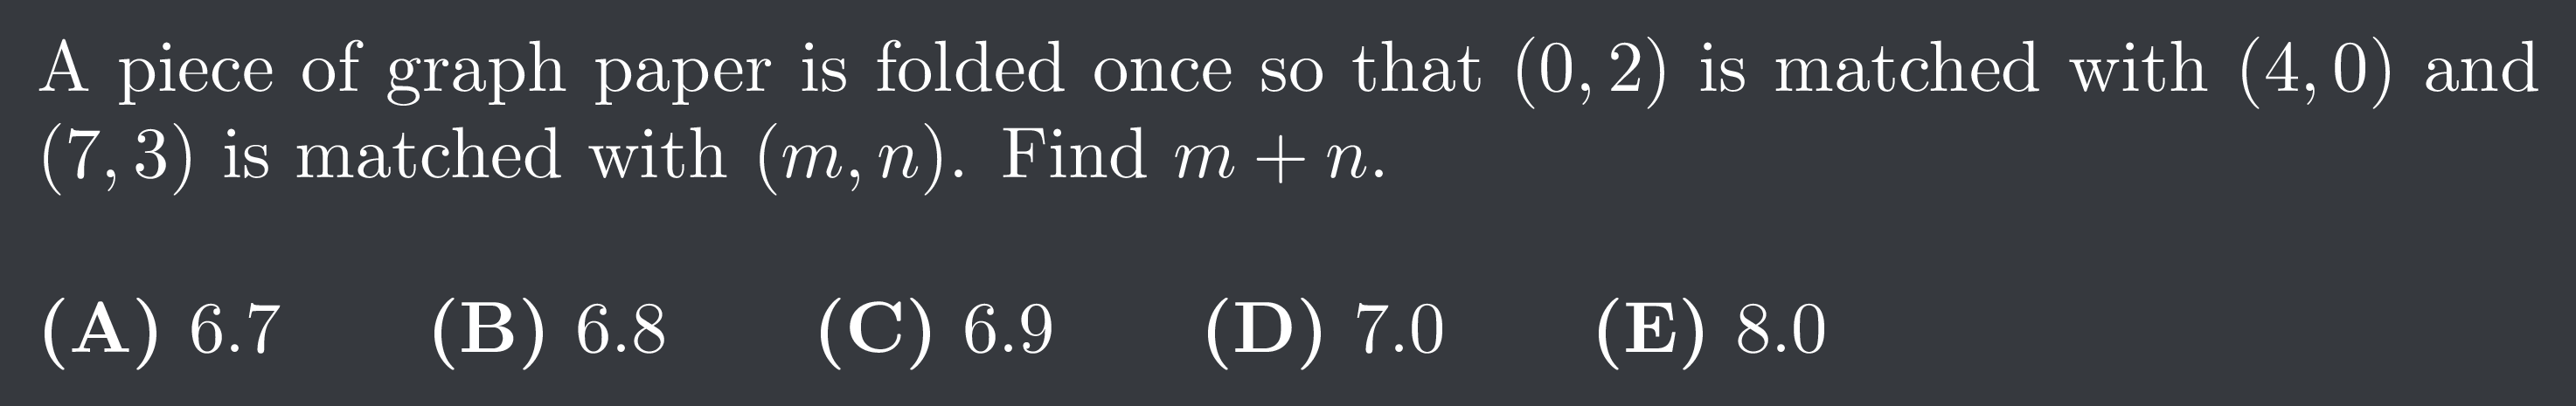 A piece of graph paper is folded once so that (0, 2) is matched with (4, 0) and
(7, 3) is matched with (m, n). Find m + n.
(A) 6.7 (B) 6.8 (C) 6.9 (D) 7.0 (E) 8.0